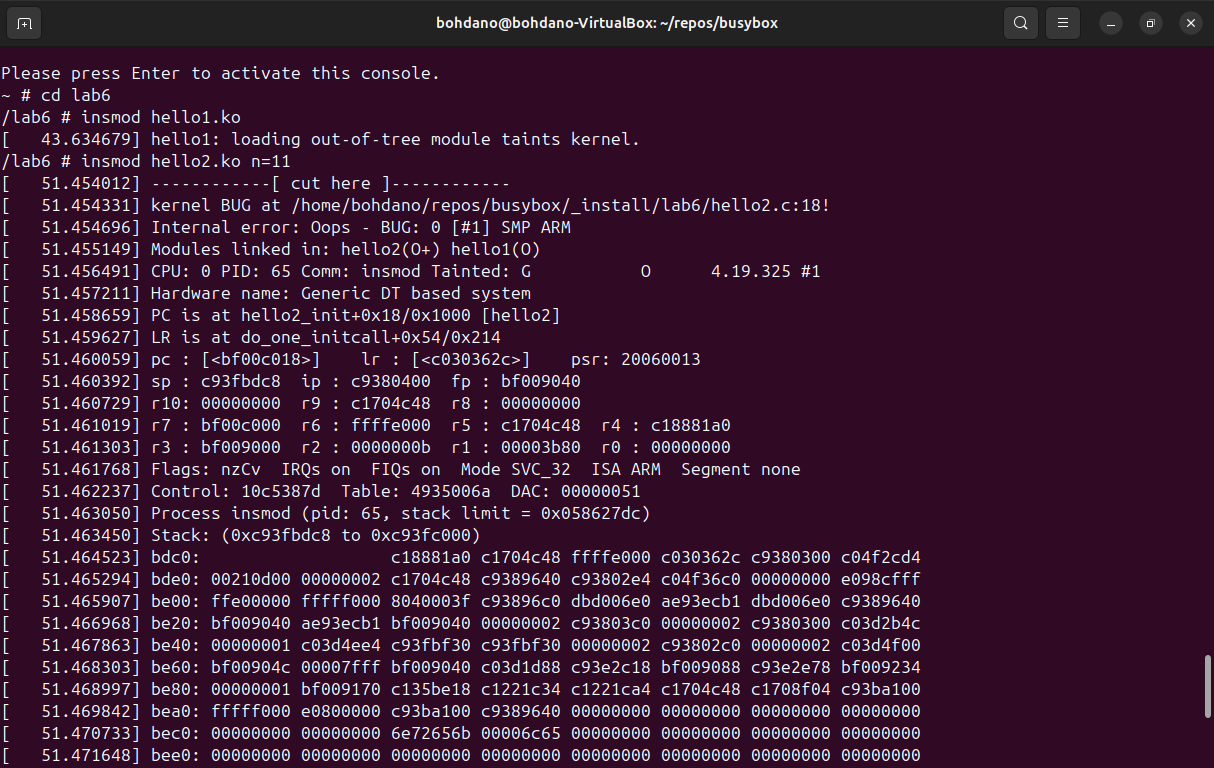 bohdano@bohdano-VirtualBox: ~/repos/busybox
Please press Enter to activate this console.
~ # cd lab6
/lab6 # insmod hello1.ko
[   43.634679] hello1: loading out-of-tree module taints kernel.
/lab6 # insmod hello2.ko n=11
[   51.454012] ------------[ cut here ]------------
[   51.454331] kernel BUG at /home/bohdano/repos/busybox/_install/lab6/hello2.c:18!
[   51.454696] Internal error: Oops - BUG: 0 [#1] SMP ARM
[   51.455149] Modules linked in: hello2(O+) hello1(O)
[   51.456491] CPU: 0 PID: 65 Comm: insmod Tainted: G           O      4.19.325 #1
[   51.457211] Hardware name: Generic DT based system
[   51.458659] PC is at hello2_init+0x18/0x1000 [hello2]
[   51.459627] LR is at do_one_initcall+0x54/0x214
[   51.460059] pc : [<bf00c018>]    lr : [<c030362c>]    psr: 20060013
[   51.460392] sp : c93fbdc8  ip : c9380400  fp : bf009040
[   51.460729] r10: 00000000  r9 : c1704c48  r8 : 00000000
[   51.461019] r7 : bf00c000  r6 : ffffe000  r5 : c1704c48  r4 : c18881a0
[   51.461303] r3 : bf009000  r2 : 0000000b  r1 : 00003b80  r0 : 00000000
[   51.461768] Flags: nzCv  IRQs on  FIQs on  Mode SVC_32  ISA ARM  Segment none
[   51.462237] Control: 10c5387d  Table: 4935006a  DAC: 00000051
[   51.463050] Process insmod (pid: 65, stack limit = 0x058627dc)
[   51.463450] Stack: (0xc93fbdc8 to 0xc93fc000)
[   51.464523] bdc0:                   c18881a0 c1704c48 ffffe000 c030362c c9380300 c04f2cd4
[   51.465294] bde0: 00210d00 00000002 c1704c48 c9389640 c93802e4 c04f36c0 00000000 e098cfff
[   51.465907] be00: ffe00000 fffff000 8040003f c93896c0 dbd006e0 ae93ecb1 dbd006e0 c9389640
[   51.466968] be20: bf009040 ae93ecb1 bf009040 00000002 c93803c0 00000002 c9380300 c03d2b4c
[   51.467863] be40: 00000001 c03d4ee4 c93fbf30 c93fbf30 00000002 c93802c0 00000002 c03d4f00
[   51.468303] be60: bf00904c 00007fff bf009040 c03d1d88 c93e2c18 bf009088 c93e2e78 bf009234
[   51.468997] be80: 00000001 bf009170 c135be18 c1221c34 c1221ca4 c1704c48 c1708f04 c93ba100
[   51.469842] bea0: fffff000 e0800000 c93ba100 c9389640 00000000 00000000 00000000 00000000
[   51.470733] bec0: 00000000 00000000 6e72656b 00006c65 00000000 00000000 00000000 00000000
[   51.471648] bee0: 00000000 00000000 00000000 00000000 00000000 00000000 00000000 00000000